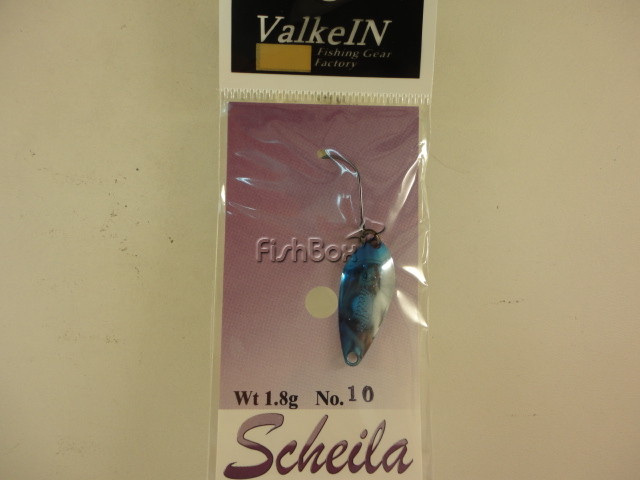 ValkeIN
Fishing Gear
Factory
FishBox
Wt 1.8g No. 10
Scheila